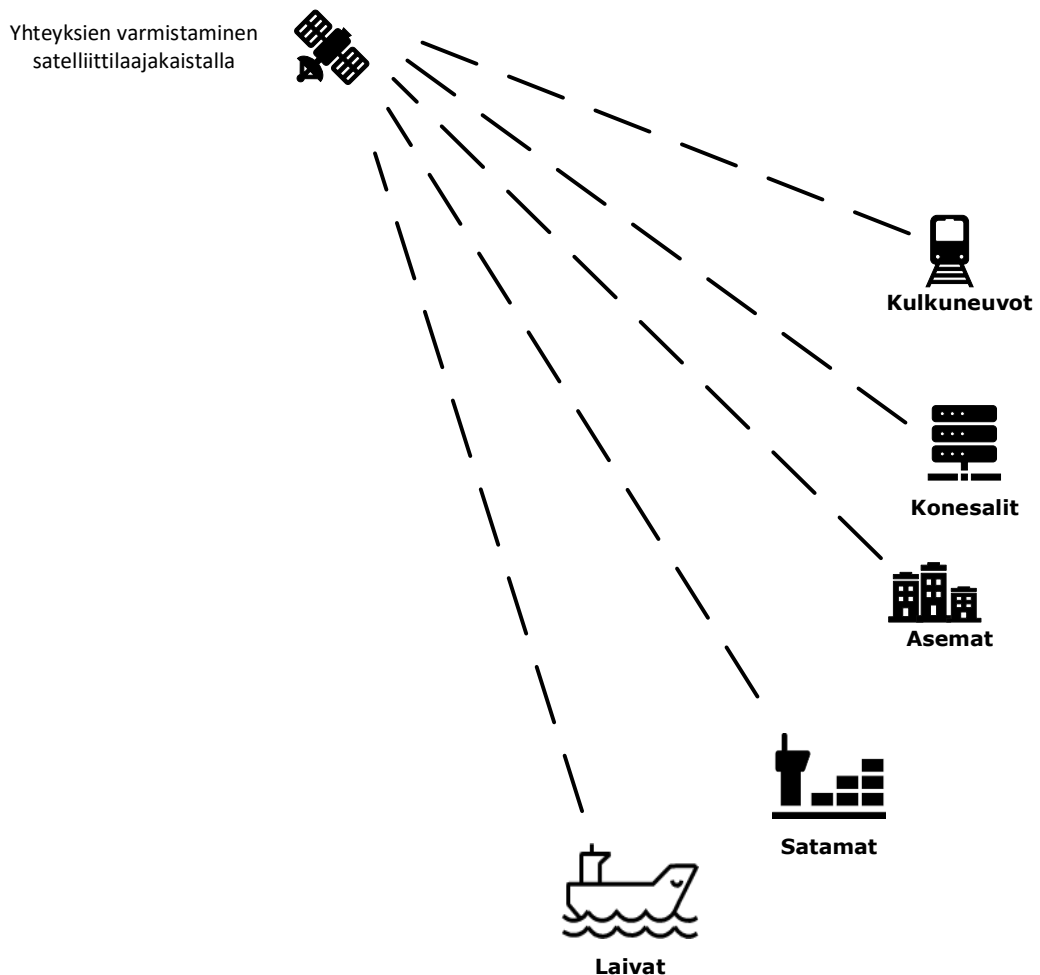 Yhteyksien varmistaminen
satelliittilaajakaistalla
Kulkuneuvot
Konesalit
Asemat
Satamat
Laivat